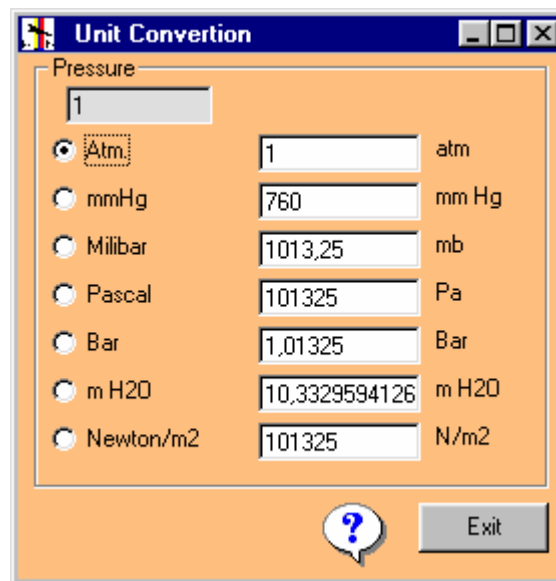 Unit Convertion
Pressure
1
Atm. 1 atm
mmHg 760 mm Hg
Milibar 1013,25 mb
Pascal 101325 Pa
Bar 1,01325 Bar
m H2O 10,3329594126 m H2O
Newton/m2 101325 N/m2
? Exit